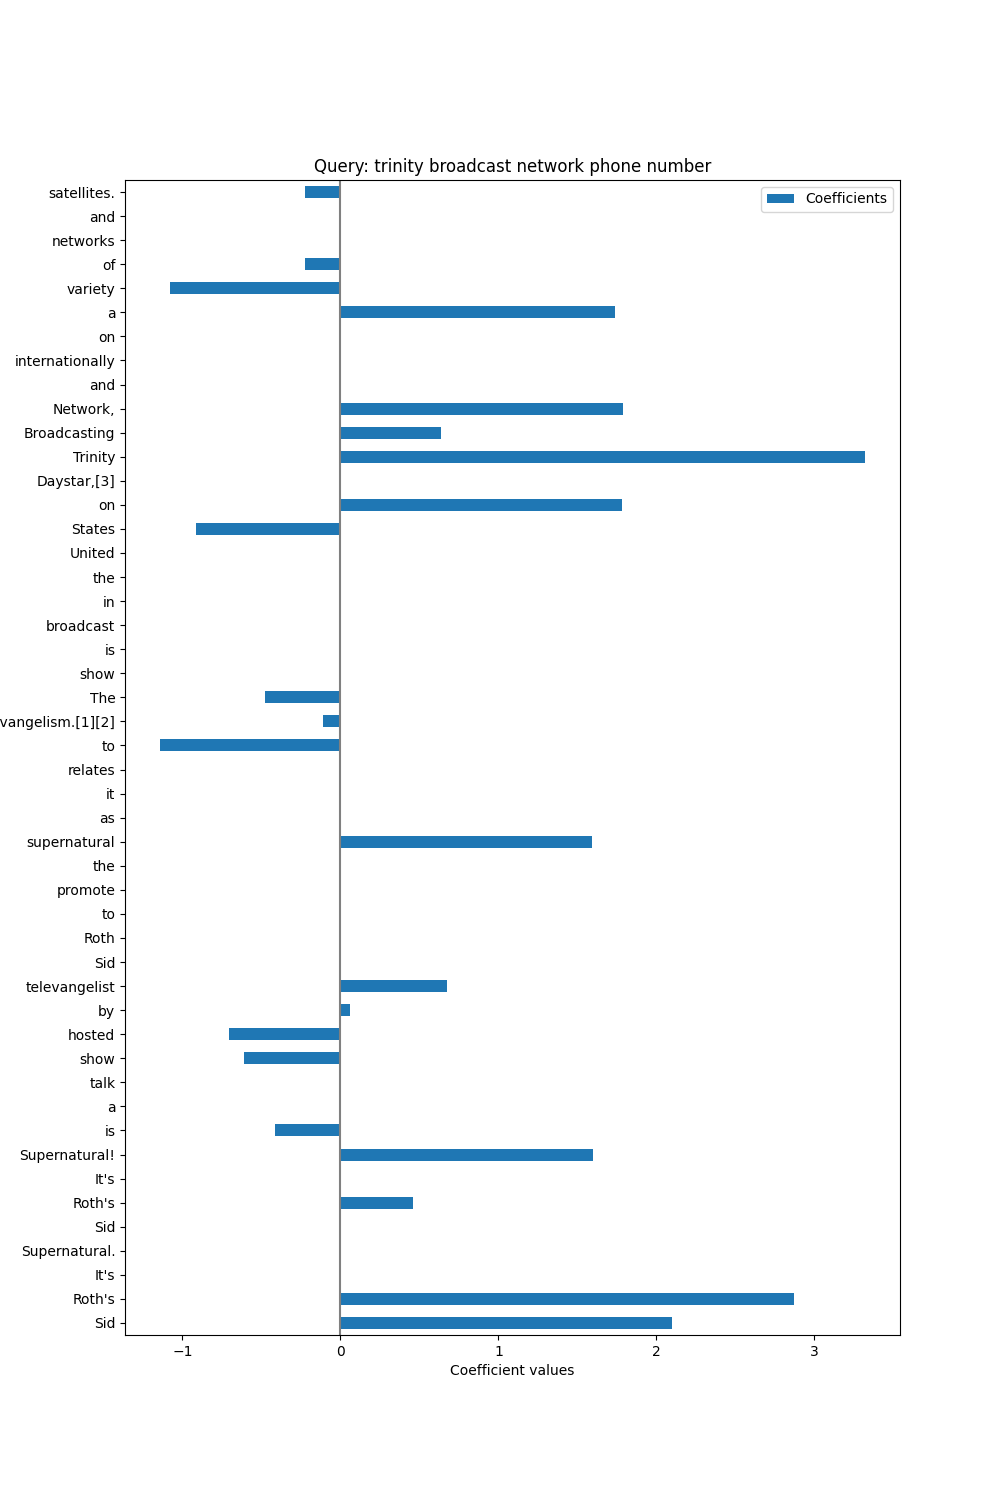 Query: trinity broadcast network phone number
Coefficients
satellites.
and
networks
of
variety
a
on
internationally
and
Network,
Broadcasting
Trinity
Daystar,[3]
on
States
United
the
in
broadcast
is
show
The
vangelism.[1][2]
to
relates
it
as
supernatural
the
promote
to
Roth
Sid
televangelist
by
hosted
show
talk
a
is
Supernatural!
It's
Roth's
Sid
Supernatural.
It's
Roth's
Sid
−1 0 1 2 3
Coefficient values